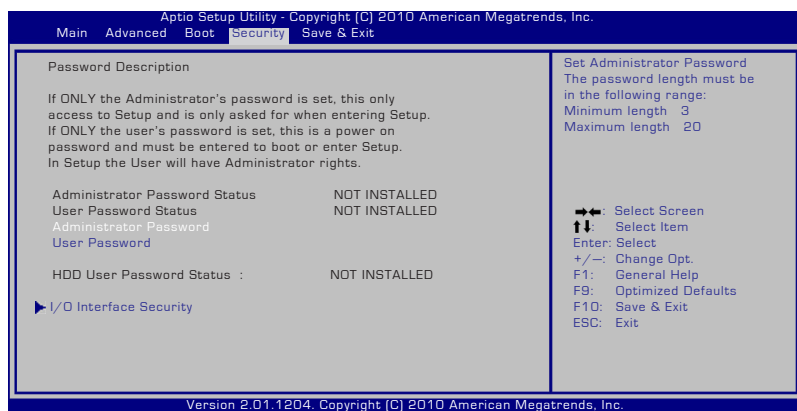 Aptio Setup Utility - Copyright (C) 2010 American Megatrends, Inc.
Main Advanced Boot Security Save & Exit
Password Description
If ONLY the Administrator's password is set, this only
access to Setup and is only asked for when entering Setup.
If ONLY the user's password is set, this is a power on
password and must be entered to boot or enter Setup.
In Setup the User will have Administrator rights.
Administrator Password Status NOT INSTALLED
User Password Status NOT INSTALLED
Administrator Password
User Password
HDD User Password Status : NOT INSTALLED
I/O Interface Security
Set Administrator Password
The password length must be
in the following range:
Minimum length 3
Maximum length 20
→←: Select Screen
↑↓: Select Item
Enter: Select
+/—: Change Opt.
F1: General Help
F9: Optimized Defaults
F10: Save & Exit
ESC: Exit
Version 2.01.1204. Copyright (C) 2010 American Megatrends, Inc.